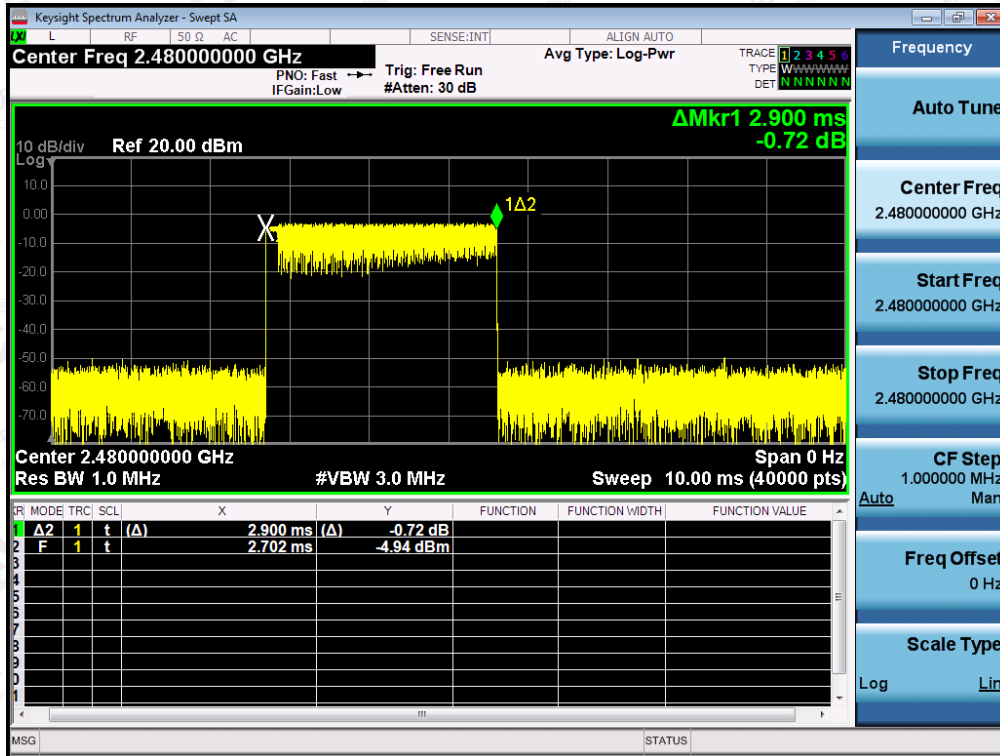 Keysight Spectrum Analyzer - Swept SA
LXI L RF 50 Ω AC SENSE:INT ALIGN AUTO
Center Freq 2.480000000 GHz
PNO: Fast
IFGain:Low
Trig: Free Run
#Atten: 30 dB
Avg Type: Log-Pwr
TRACE 1 2 3 4 5 6
TYPE WWWWWW
DET N N N N N N
ΔMkr1 2.900 ms
-0.72 dB
10 dB/div Ref 20.00 dBm
Log
10.0
0.00
-10.0
-20.0
-30.0
-40.0
-50.0
-60.0
-70.0
X
1Δ2
Center 2.480000000 GHz Span 0 Hz
Res BW 1.0 MHz #VBW 3.0 MHz Sweep 10.00 ms (40000 pts)
MODE TRC SCL X Y FUNCTION FUNCTION WIDTH FUNCTION VALUE
1 Δ2 1 t (Δ) 2.900 ms (Δ) -0.72 dB
2 F 1 t 2.702 ms -4.94 dBm
3
4
5
6
7
8
9
0
1
MSG STATUS
Frequency
Auto Tune
Center Freq
2.480000000 GHz
Start Freq
2.480000000 GHz
Stop Freq
2.480000000 GHz
CF Step
1.000000 MHz
Auto Man
Freq Offset
0 Hz
Scale Type
Log Lin